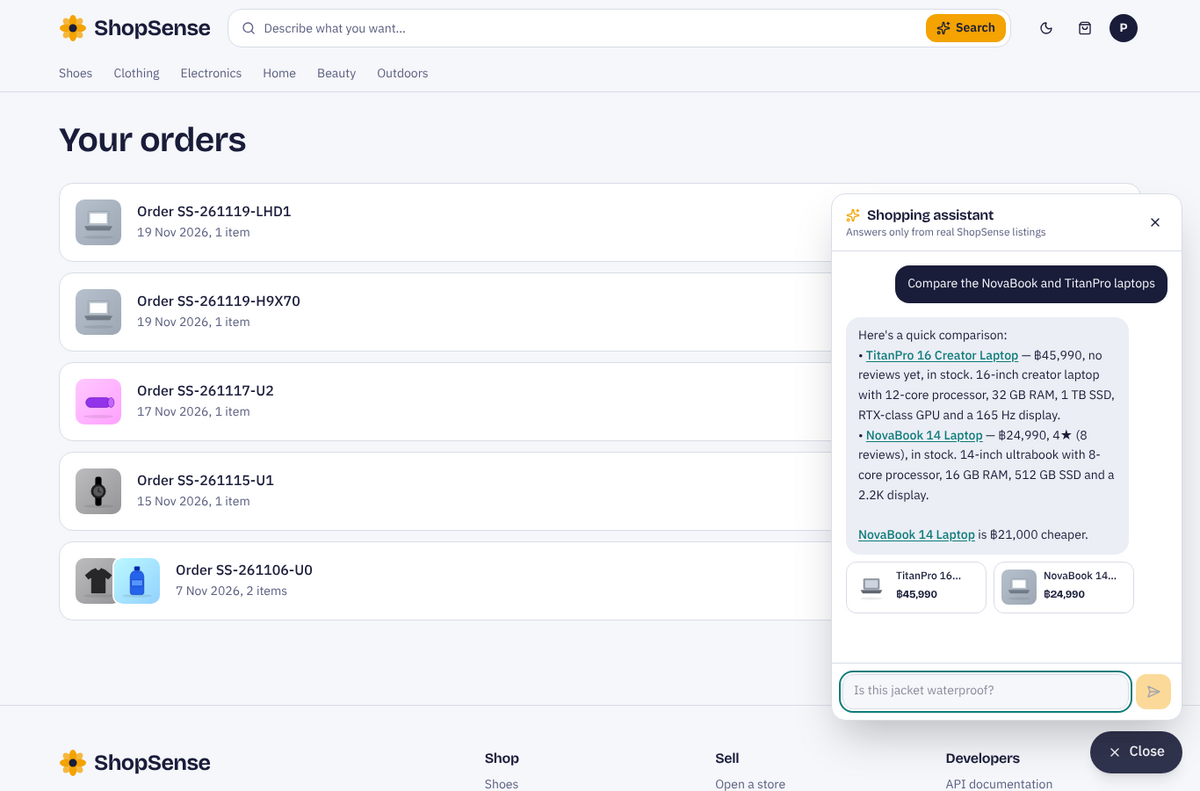 ShopSense
Describe what you want...
Search
P
Shoes
Clothing
Electronics
Home
Beauty
Outdoors
Your orders
Order SS-261119-LHD1
19 Nov 2026, 1 item
Order SS-261119-H9X70
19 Nov 2026, 1 item
Order SS-261117-U2
17 Nov 2026, 1 item
Order SS-261115-U1
15 Nov 2026, 1 item
Order SS-261106-U0
7 Nov 2026, 2 items
Shopping assistant
Answers only from real ShopSense listings
Compare the NovaBook and TitanPro laptops
Here's a quick comparison:
• TitanPro 16 Creator Laptop — ฿45,990, no
reviews yet, in stock. 16-inch creator laptop
with 12-core processor, 32 GB RAM, 1 TB SSD,
RTX-class GPU and a 165 Hz display.
• NovaBook 14 Laptop — ฿24,990, 4★ (8
reviews), in stock. 14-inch ultrabook with 8-
core processor, 16 GB RAM, 512 GB SSD and a
2.2K display.
NovaBook 14 Laptop is ฿21,000 cheaper.
TitanPro 16...
฿45,990
NovaBook 14...
฿24,990
Is this jacket waterproof?
Close
ShopSense
Shop
Shoes
Sell
Open a store
Developers
API documentation